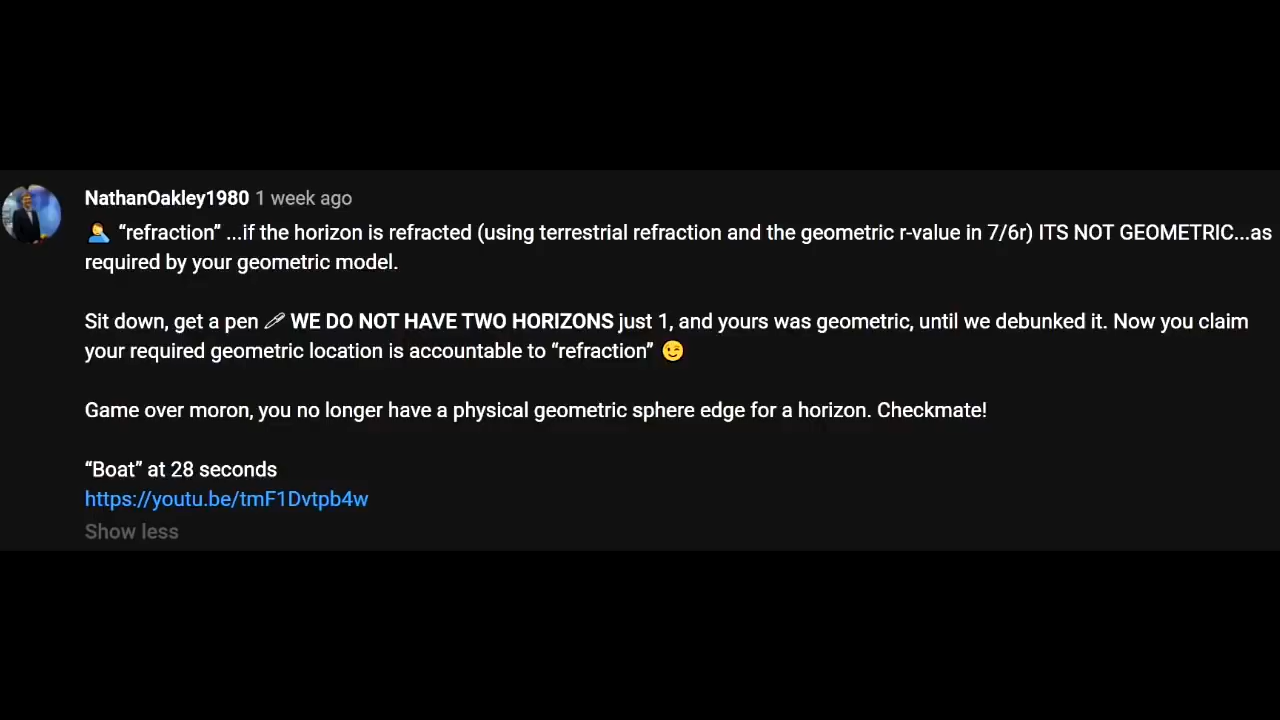 NathanOakley1980 1 week ago
🤦‍♂️ “refraction” ...if the horizon is refracted (using terrestrial refraction and the geometric r-value in 7/6r) ITS NOT GEOMETRIC...as
required by your geometric model.
Sit down, get a pen 🖊 WE DO NOT HAVE TWO HORIZONS just 1, and yours was geometric, until we debunked it. Now you claim
your required geometric location is accountable to “refraction” 😉
Game over moron, you no longer have a physical geometric sphere edge for a horizon. Checkmate!
“Boat” at 28 seconds
https://youtu.be/tmF1Dvtpb4w
Show less